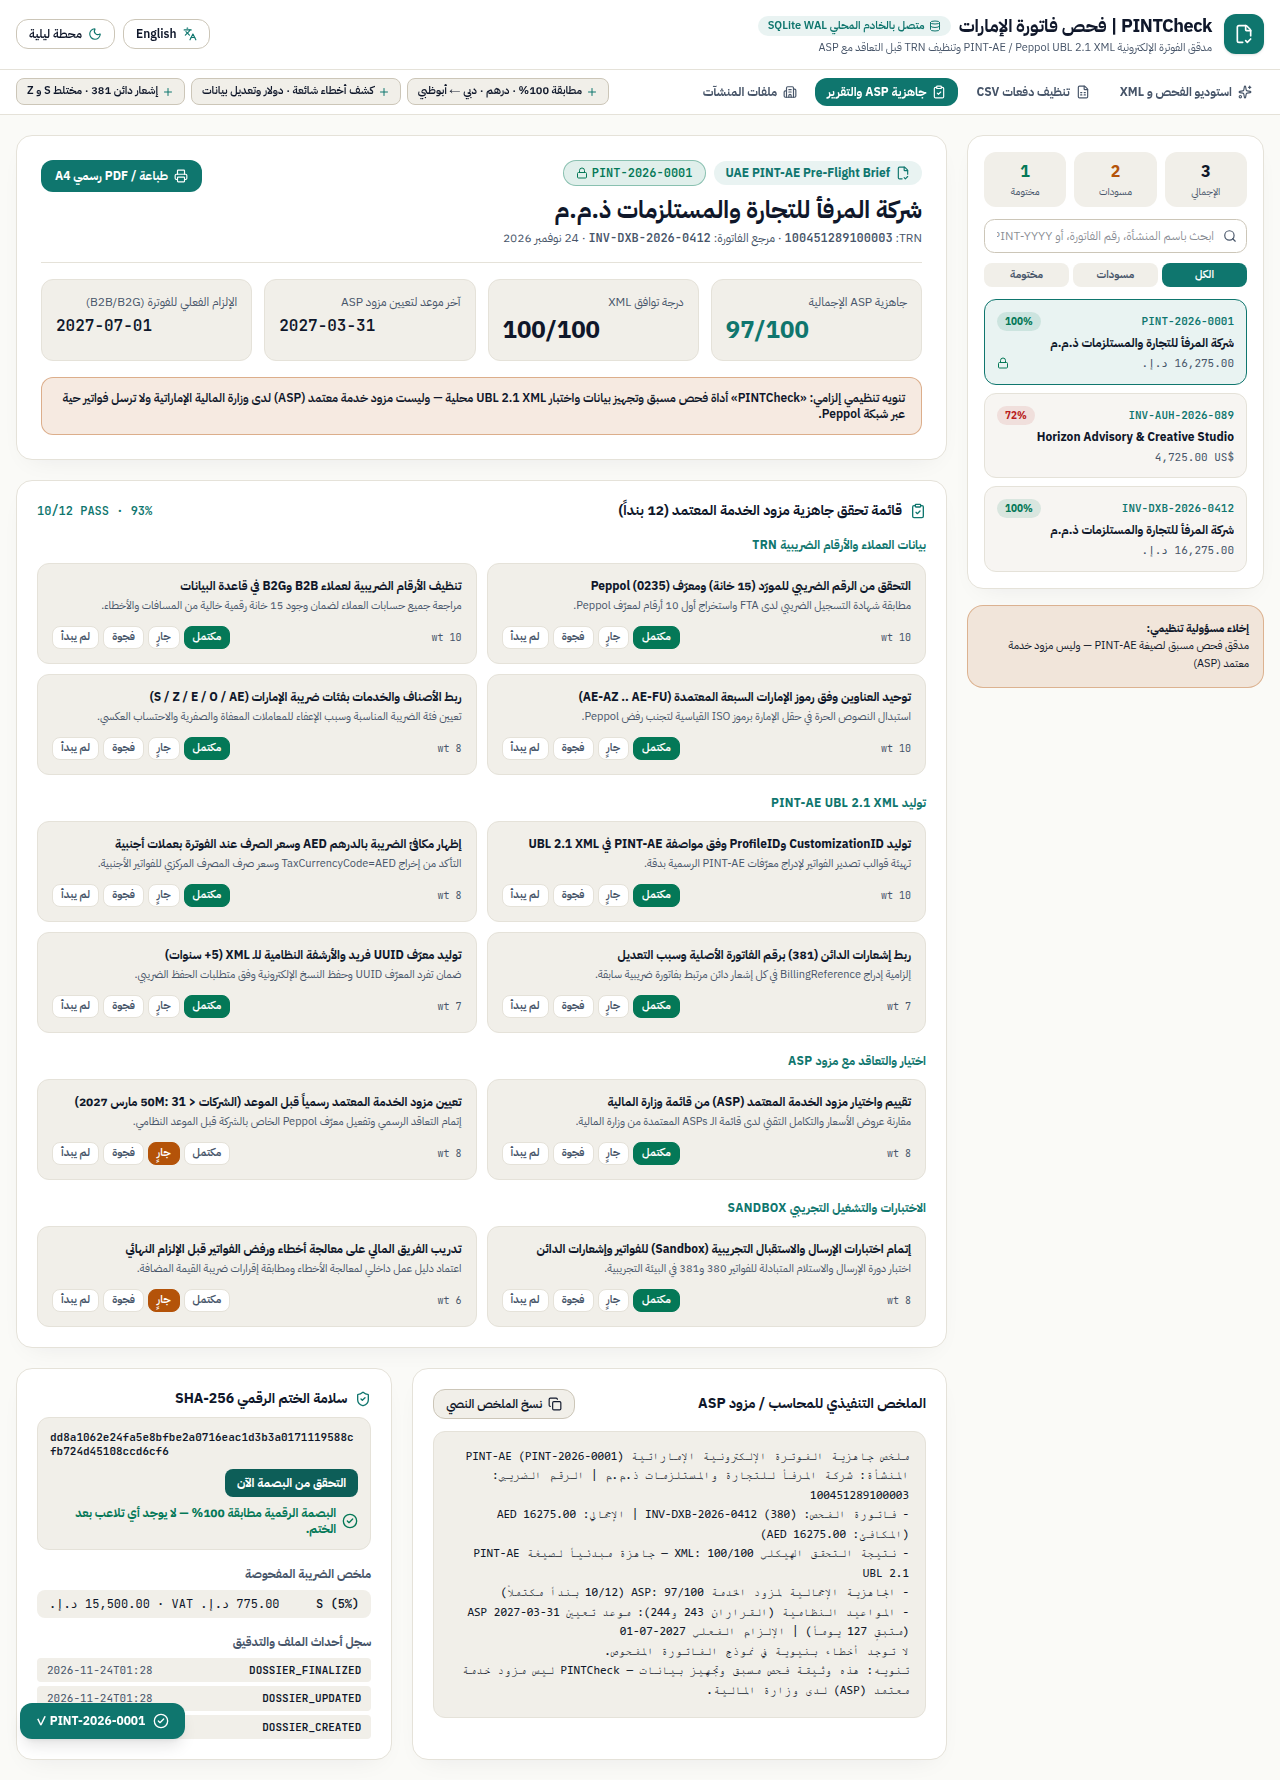 PINTCheck | فحص فاتورة الإمارات
متصل بالخادم المحلي SQLite WAL
مدقق الفوترة الإلكترونية PINT-AE / Peppol UBL 2.1 XML وتنظيف TRN قبل التعاقد مع ASP
English
محطة ليلية
استوديو الفحص و XML
تنظيف دفعات CSV
جاهزية ASP والتقرير
ملفات المنشآت
+ مطابقة 100% · درهم · دبي ← أبوظبي
+ كشف أخطاء شائعة · دولار وتعديل بيانات
+ إشعار دائن 381 · مختلط S و Z
3
الإجمالي
2
مسودات
1
مختومة
ابحث باسم المنشأة، رقم الفاتورة، أو PINT-YYYY
الكل
مسودات
مختومة
PINT-2026-0001
100%
شركة المرفأ للتجارة والمستلزمات ذ.م.م
16,275.00 د.إ.
INV-AUH-2026-089
72%
Horizon Advisory & Creative Studio
4,725.00 US$
INV-DXB-2026-0412
100%
شركة المرفأ للتجارة والمستلزمات ذ.م.م
16,275.00 د.إ.
إخلاء مسؤولية تنظيمي:
مدقق فحص مسبق لصيغة PINT-AE — وليس مزود خدمة
معتمد (ASP)
UAE PINT-AE Pre-Flight Brief
PINT-2026-0001
طباعة / PDF رسمي A4
شركة المرفأ للتجارة والمستلزمات ذ.م.م
TRN: 100451289100003 · مرجع الفاتورة: INV-DXB-2026-0412 · 24 نوفمبر 2026
جاهزية ASP الإجمالية
97/100
درجة توافق XML
100/100
آخر موعد لتعيين مزود ASP
2027-03-31
الإلزام الفعلي للفوترة (B2B/B2G)
2027-07-01
تنويه تنظيمي إلزامي: «PINTCheck» أداة فحص مسبق وتجهيز بيانات واختبار UBL 2.1 XML محلية — وليست مزود خدمة معتمد (ASP) لدى وزارة المالية الإماراتية ولا ترسل فواتير حية
عبر شبكة Peppol.
قائمة تحقق جاهزية مزود الخدمة المعتمد (12 بنداً)
10/12 PASS · 93%
بيانات العملاء والأرقام الضريبية TRN
التحقق من الرقم الضريبي للمورّد (15 خانة) ومعرّف Peppol (0235)
مطابقة شهادة التسجيل الضريبي لدى FTA واستخراج أول 10 أرقام لمعرّف Peppol.
wt 10
مكتمل
جارٍ
فجوة
لم يبدأ
تنظيف الأرقام الضريبية لعملاء B2B وB2G في قاعدة البيانات
مراجعة جميع حسابات العملاء لضمان وجود 15 خانة رقمية خالية من المسافات والأخطاء.
wt 10
مكتمل
جارٍ
فجوة
لم يبدأ
توحيد العناوين وفق رموز الإمارات السبعة المعتمدة (AE-AZ .. AE-FU)
استبدال النصوص الحرة في حقل الإمارة برموز ISO القياسية لتجنب رفض Peppol.
wt 10
مكتمل
جارٍ
فجوة
لم يبدأ
ربط الأصناف والخدمات بفئات ضريبة الإمارات (S / Z / E / O / AE)
تعيين فئة الضريبة المناسبة وسبب الإعفاء للمعاملات المعفاة والصفرية والاحتساب العكسي.
wt 8
مكتمل
جارٍ
فجوة
لم يبدأ
توليد PINT-AE UBL 2.1 XML
توليد CustomizationID وProfileID وفق مواصفة PINT-AE في UBL 2.1 XML
تهيئة قوالب تصدير الفواتير لإدراج معرّفات PINT-AE الرسمية بدقة.
wt 10
مكتمل
جارٍ
فجوة
لم يبدأ
إظهار مكافئ الضريبة بالدرهم AED وسعر الصرف عند الفوترة بعملات أجنبية
التأكد من إخراج TaxCurrencyCode=AED وسعر صرف المصرف المركزي للفواتير الأجنبية.
wt 8
مكتمل
جارٍ
فجوة
لم يبدأ
ربط إشعارات الدائن (381) برقم الفاتورة الأصلية وسبب التعديل
إلزامية إدراج BillingReference في كل إشعار دائن مرتبط بفاتورة ضريبية سابقة.
wt 7
مكتمل
جارٍ
فجوة
لم يبدأ
توليد معرّف UUID فريد والأرشفة النظامية للـ XML (5+ سنوات)
ضمان تفرد المعرّف UUID وحفظ النسخ الإلكترونية وفق متطلبات الحفظ الضريبي.
wt 7
مكتمل
جارٍ
فجوة
لم يبدأ
اختيار والتعاقد مع مزود ASP
تقييم واختيار مزود الخدمة المعتمد (ASP) من قائمة وزارة المالية
مقارنة عروض الأسعار والتكامل التقني لدى قائمة الـ ASPs المعتمدة من وزارة المالية.
wt 8
مكتمل
جارٍ
فجوة
لم يبدأ
تعيين مزود الخدمة المعتمد رسمياً قبل الموعد (الشركات > 50M: 31 مارس 2027)
إتمام التعاقد الرسمي وتفعيل معرّف Peppol الخاص بالشركة قبل الموعد النظامي.
wt 8
مكتمل
جارٍ
فجوة
لم يبدأ
الاختبارات والتشغيل التجريبي SANDBOX
إتمام اختبارات الإرسال والاستقبال التجريبية (Sandbox) للفواتير وإشعارات الدائن
اختبار دورة الإرسال والاستلام المتبادلة للفواتير 380 و381 في البيئة التجريبية.
wt 8
مكتمل
جارٍ
فجوة
لم يبدأ
تدريب الفريق المالي على معالجة أخطاء ورفض الفواتير قبل الإلزام النهائي
اعتماد دليل عمل داخلي لمعالجة الأخطاء ومطابقة إقرارات ضريبة القيمة المضافة.
wt 6
مكتمل
جارٍ
فجوة
لم يبدأ
الملخص التنفيذي للمحاسب / مزود ASP
نسخ الملخص النصي
ملخص جاهزية الفوترة الإلكترونية الإماراتية PINT-AE (PINT-2026-0001)
المنشأة: شركة المرفأ للتجارة والمستلزمات ذ.م.م | الرقم الضريبي:
100451289100003
- فاتورة الفحص: INV-DXB-2026-0412 (380) | الإجمالي: 16275.00 AED
(المكافئ: 16275.00 AED)
- نتيجة التحقق الهيكلي XML: 100/100 — جاهزة مبدئياً لصيغة PINT-AE
UBL 2.1
- الجاهزية الإجمالية لمزود الخدمة ASP: 97/100 (10/12 بنداً مكتملاً)
- المواعيد النظامية (القراران 243 و244): موعد تعيين ASP 2027-03-31
(متبقٍ 127 يوماً) | الإلزام الفعلي 2027-07-01
لا توجد أخطاء بنيوية في نموذج الفاتورة المفحوص.
تنويه: هذه وثيقة فحص مسبق وتجهيز بيانات — PINTCheck ليس مزود خدمة
معتمد (ASP) لدى وزارة المالية.
سلامة الختم الرقمي SHA-256
dd8a1062e24fa5e8bfbe2a0716eac1d3b3a0171119588c
fb724d45108ccd6cf6
التحقق من البصمة الآن
البصمة الرقمية مطابقة 100% — لا يوجد أي تلاعب بعد
الختم.
ملخص الضريبة المفحوصة
S (5%)
15,500.00 د.إ. · VAT 775.00 د.إ.
سجل أحداث الملف والتدقيق
DOSSIER_FINALIZED
2026-11-24T01:28
DOSSIER_UPDATED
2026-11-24T01:28
DOSSIER_CREATED
PINT-2026-0001 ✓